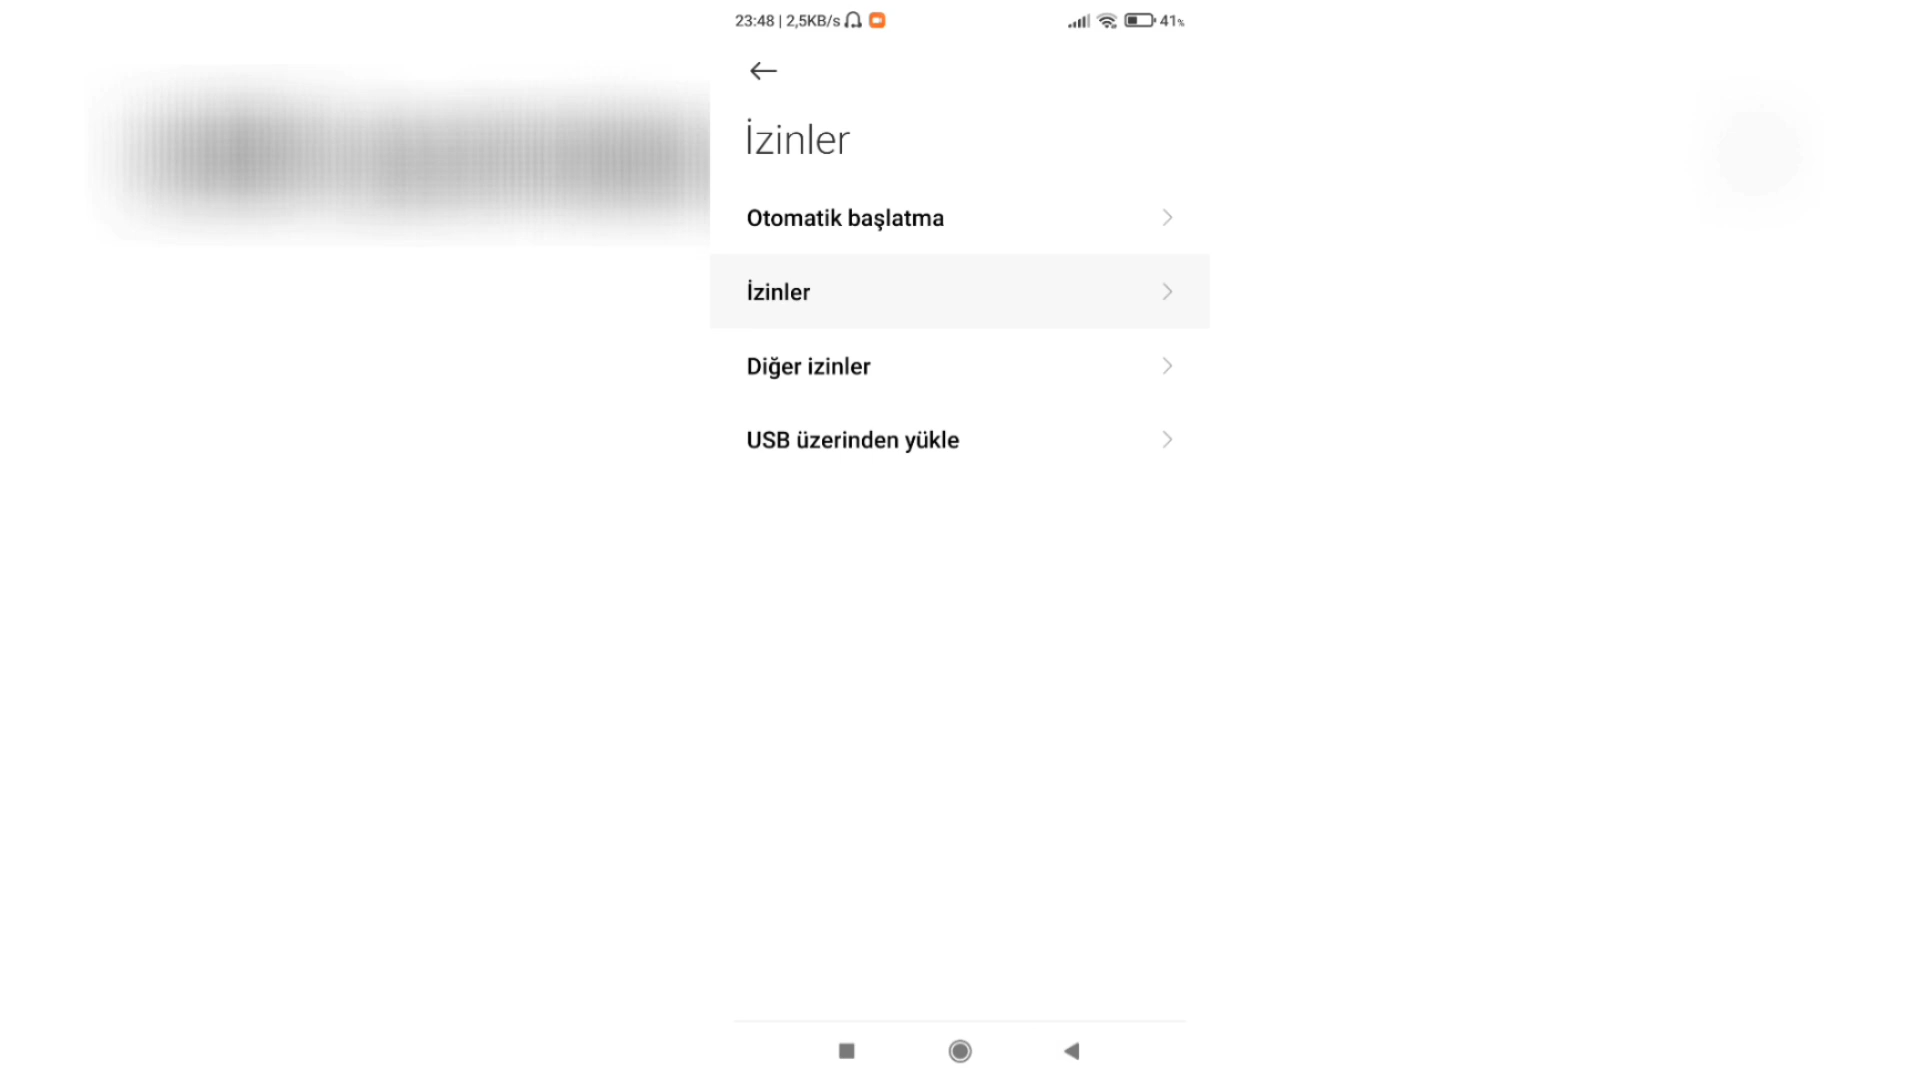 23:48 | 2,5KB/s 41%
İzinler
Otomatik başlatma
İzinler
Diğer izinler
USB üzerinden yükle